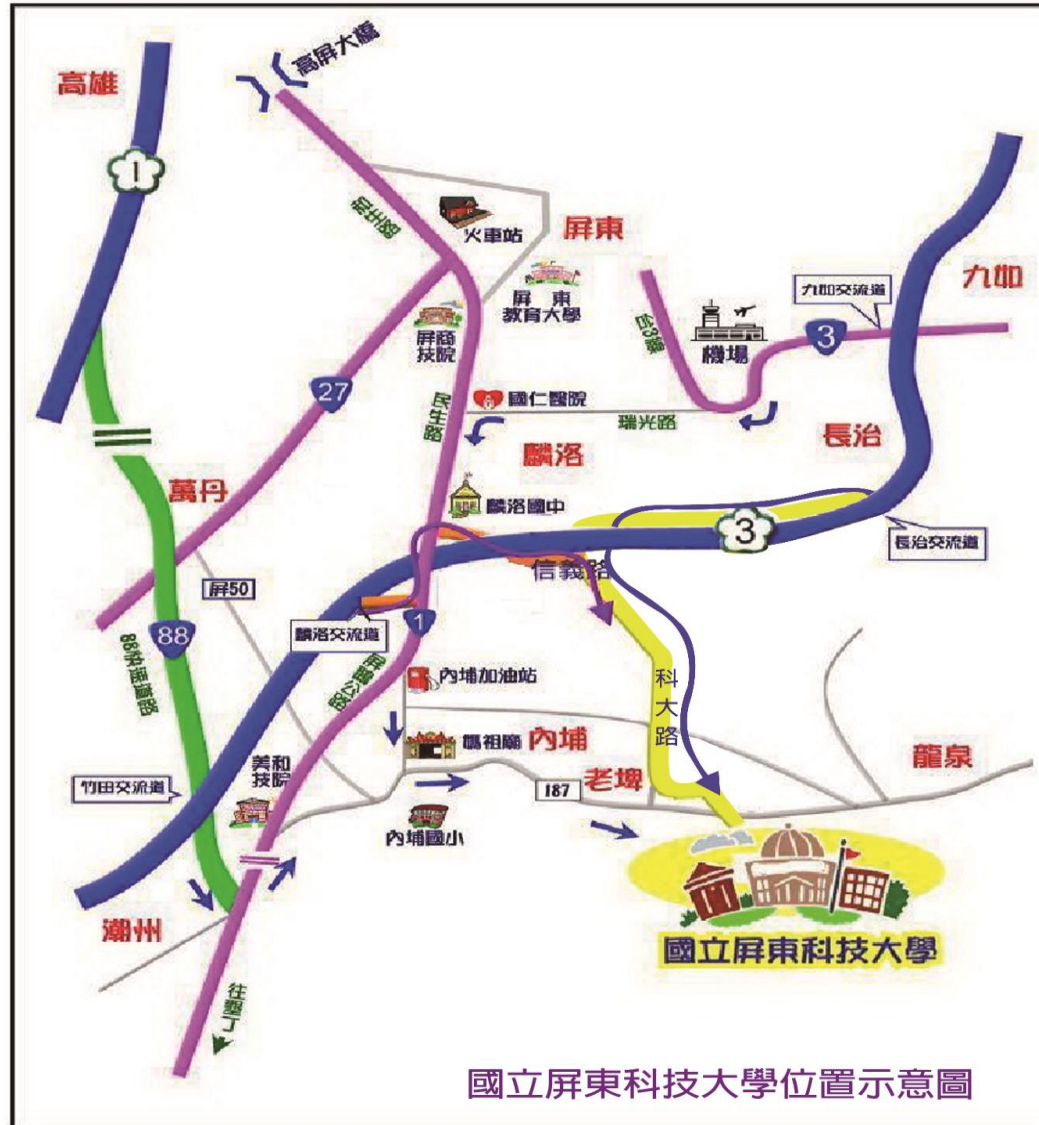 高屏大橋
高雄
1
火車站
屏東
九如交流道
九如
屏東
教育大學
屏商
技院
台3線
機場
3
27
民生路
國仁醫院
瑞光路
長治
麟洛
萬丹
麟洛國中
3
長治交流道
信義路
屏50
1
麟洛交流道
88
88快速道路
屏鵝公路
內埔加油站
科大路
媽祖廟
內埔
美和
技院
老埤
龍泉
竹田交流道
187
內埔國小
潮州
國立屏東科技大學
往墾丁
國立屏東科技大學位置示意圖